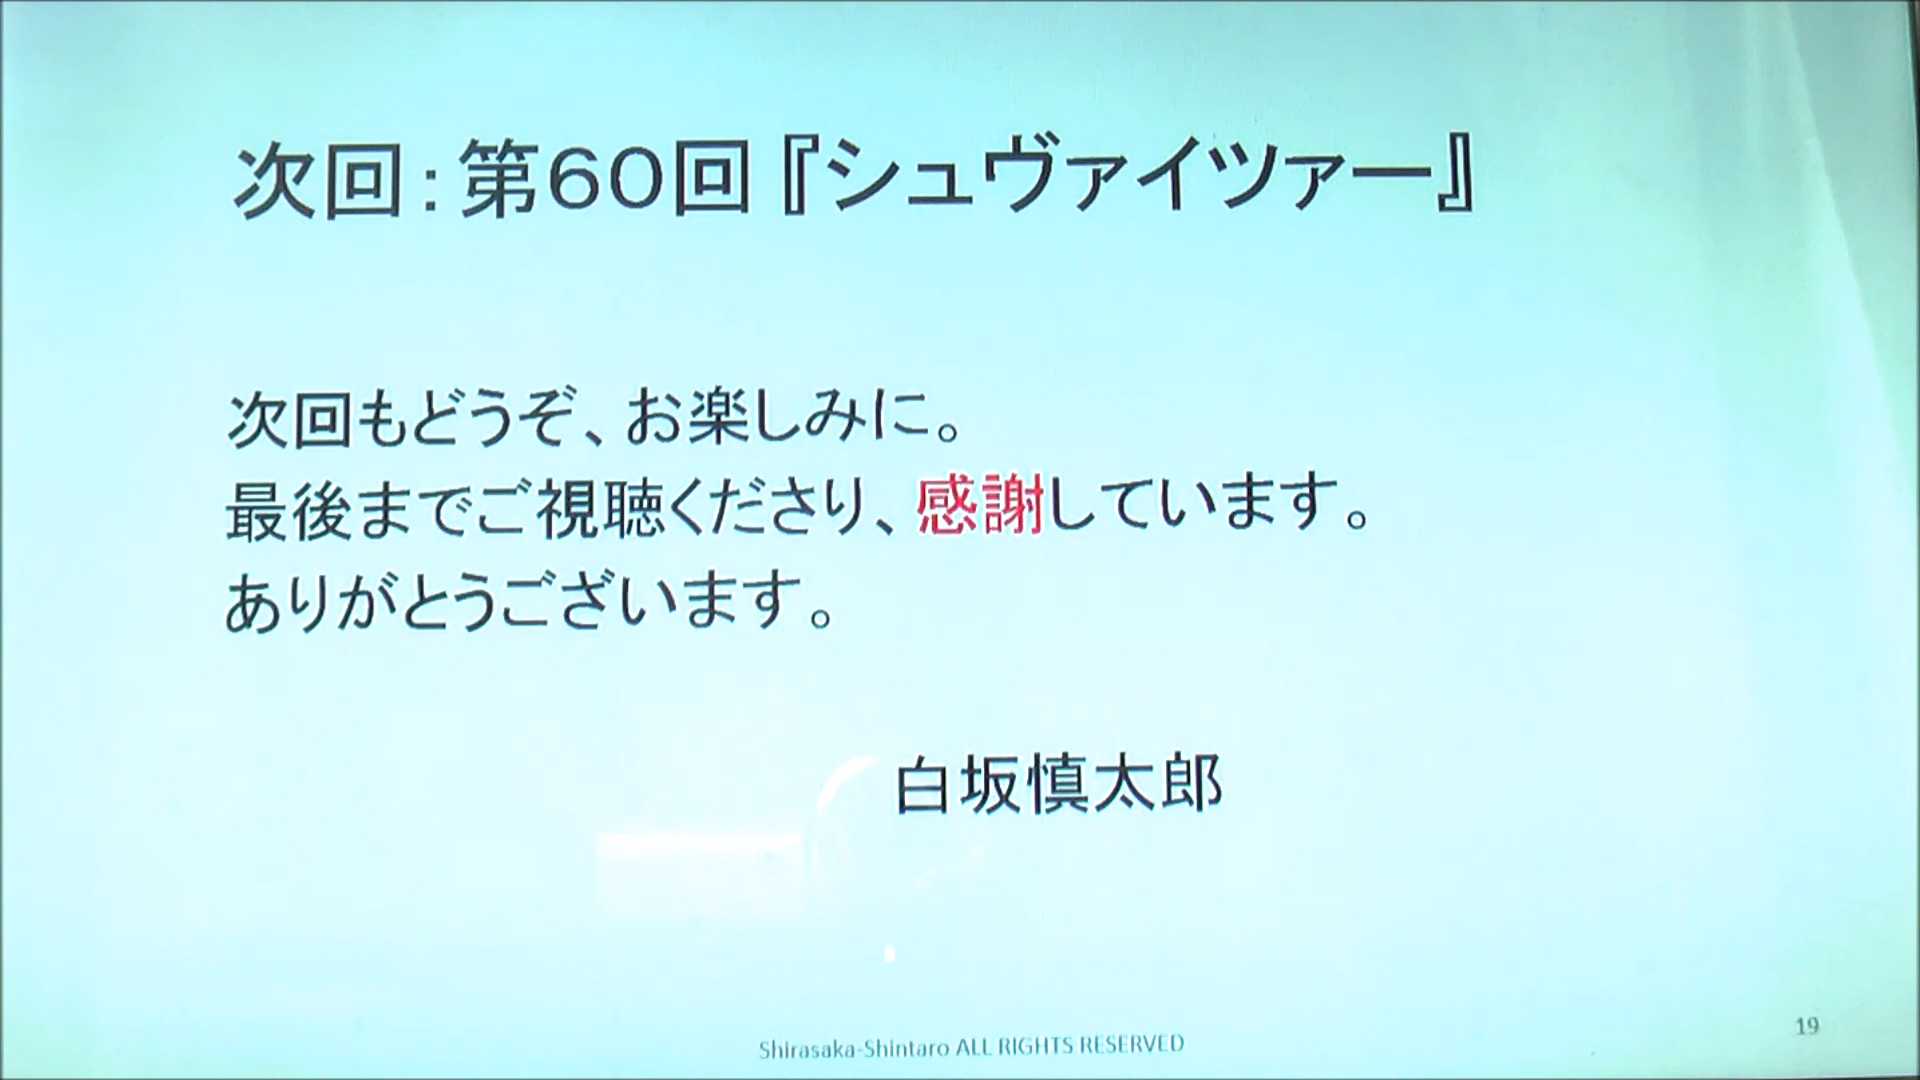 次回：第６０回『シュヴァイツァー』
次回もどうぞ、お楽しみに。
最後までご視聴くださり、感謝しています。
ありがとうございます。
白坂慎太郎
Shirasaka-Shintaro ALL RIGHTS RESERVED
19